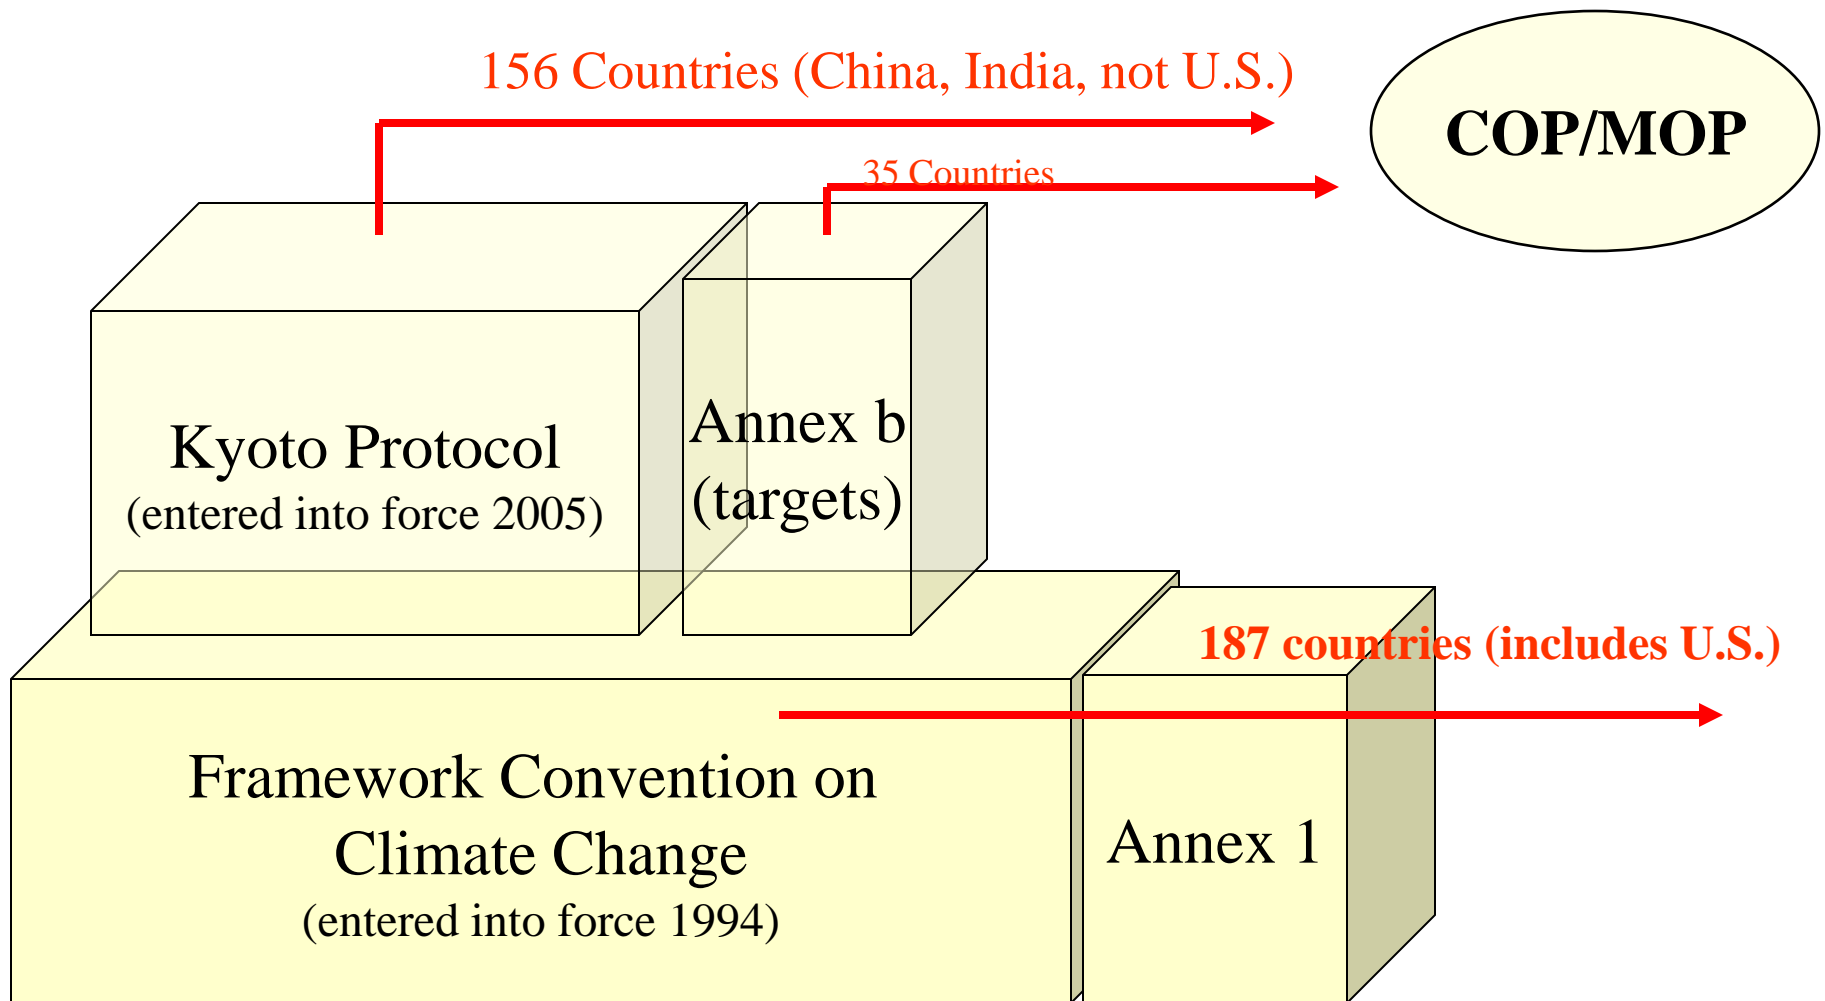 156 Countries (China, India, not U.S.)
COP/MOP
35 Countries
Annex b
(targets)
Kyoto Protocol
(entered into force 2005)
187 countries (includes U.S.)
Framework Convention on
Climate Change
(entered into force 1994)
Annex 1